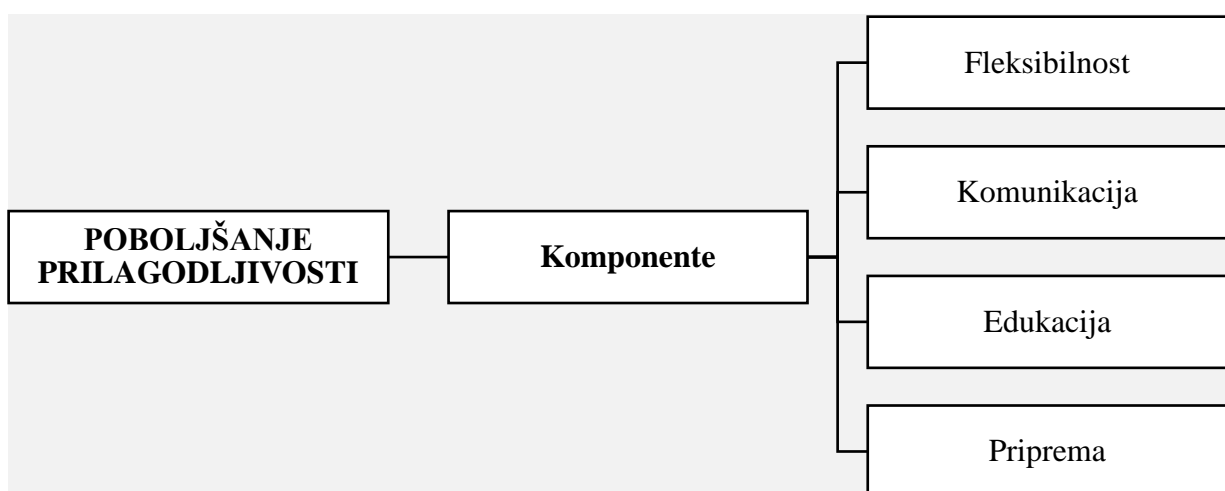 POBOLJŠANJE
PRILAGODLJIVOSTI
Komponente
Fleksibilnost
Komunikacija
Edukacija
Priprema